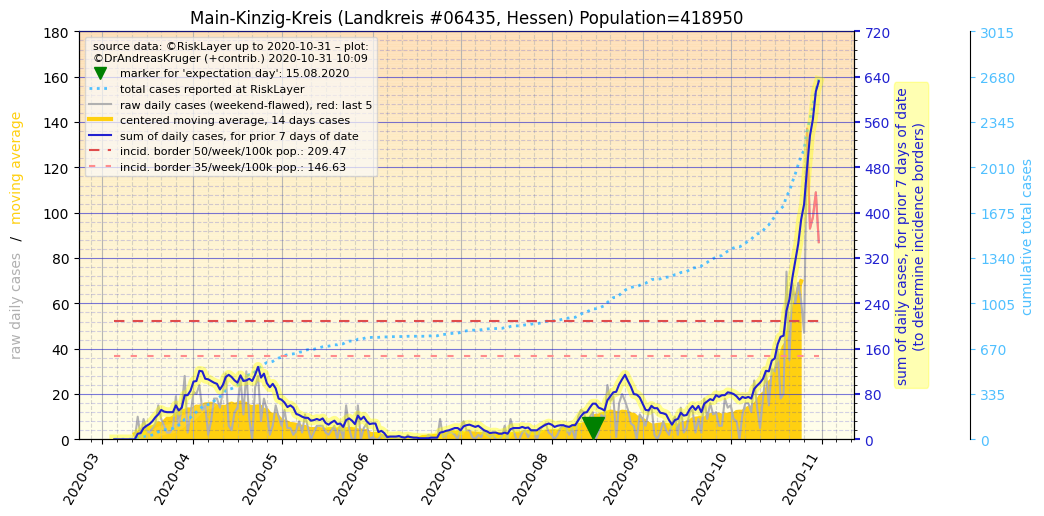 Main-Kinzig-Kreis (Landkreis #06435, Hessen) Population=418950
source data: ©RiskLayer up to 2020-10-31 – plot:
©DrAndreasKruger (+contrib.) 2020-10-31 10:09
marker for 'expectation day': 15.08.2020
total cases reported at RiskLayer
raw daily cases (weekend-flawed), red: last 5
centered moving average, 14 days cases
sum of daily cases, for prior 7 days of date
incid. border 50/week/100k pop.: 209.47
incid. border 35/week/100k pop.: 146.63
raw daily cases / moving average
180
160
140
120
100
80
60
40
20
0
2020-03
2020-04
2020-05
2020-06
2020-07
2020-08
2020-09
2020-10
2020-11
720
640
560
480
400
320
240
160
80
0
sum of daily cases, for prior 7 days of date
(to determine incidence borders)
3015
2680
2345
2010
1675
1340
1005
670
335
0
cumulative total cases